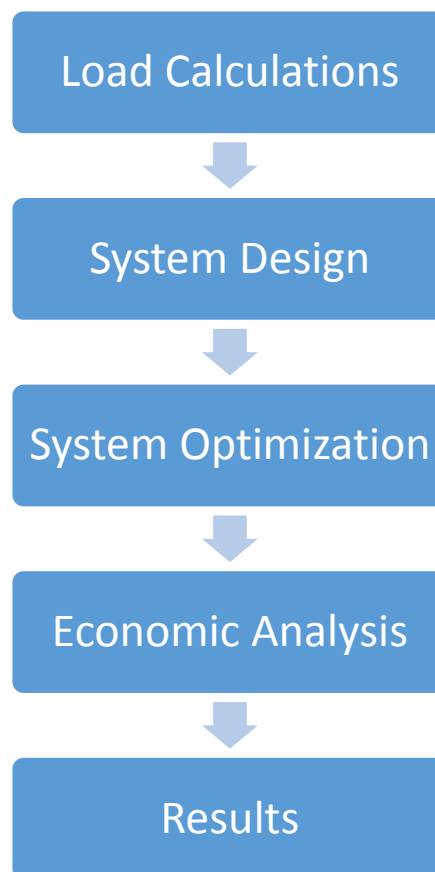 Load Calculations
System Design
System Optimization
Economic Analysis
Results